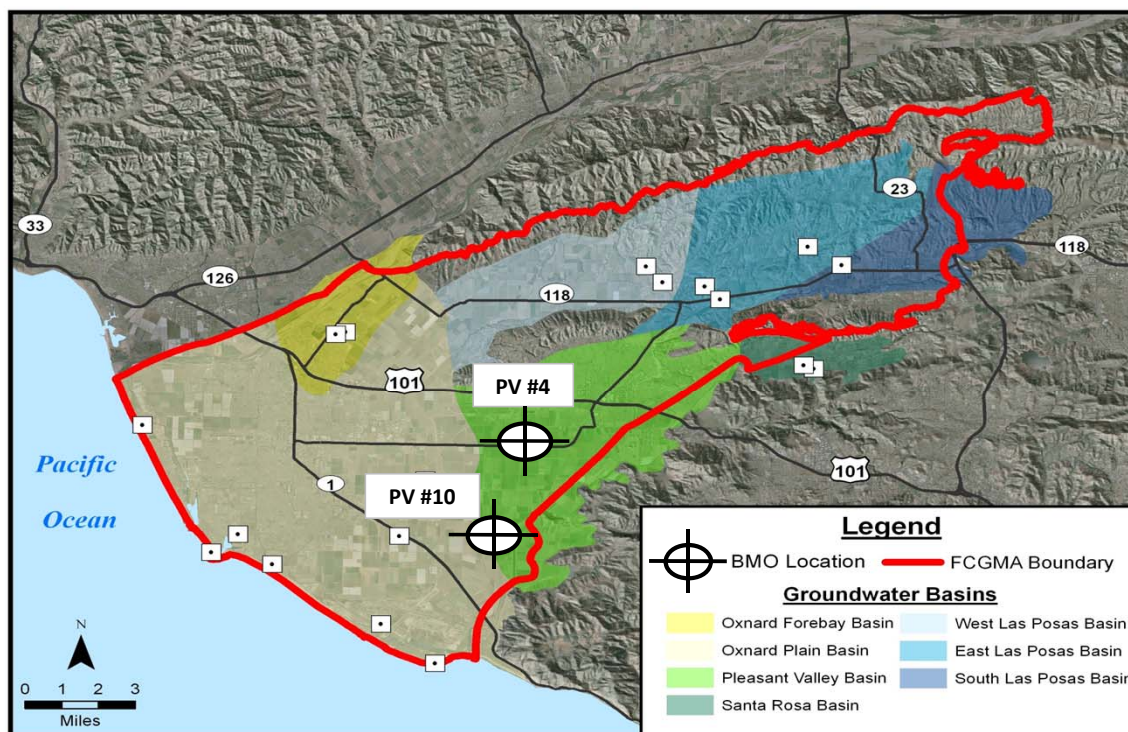 33
126
118
23
118
101
PV #4
PV #10
1
101
Pacific
Ocean
N
0 1 2 3
Miles
Legend
BMO Location
FCGMA Boundary
Groundwater Basins
Oxnard Forebay Basin
West Las Posas Basin
Oxnard Plain Basin
East Las Posas Basin
Pleasant Valley Basin
South Las Posas Basin
Santa Rosa Basin